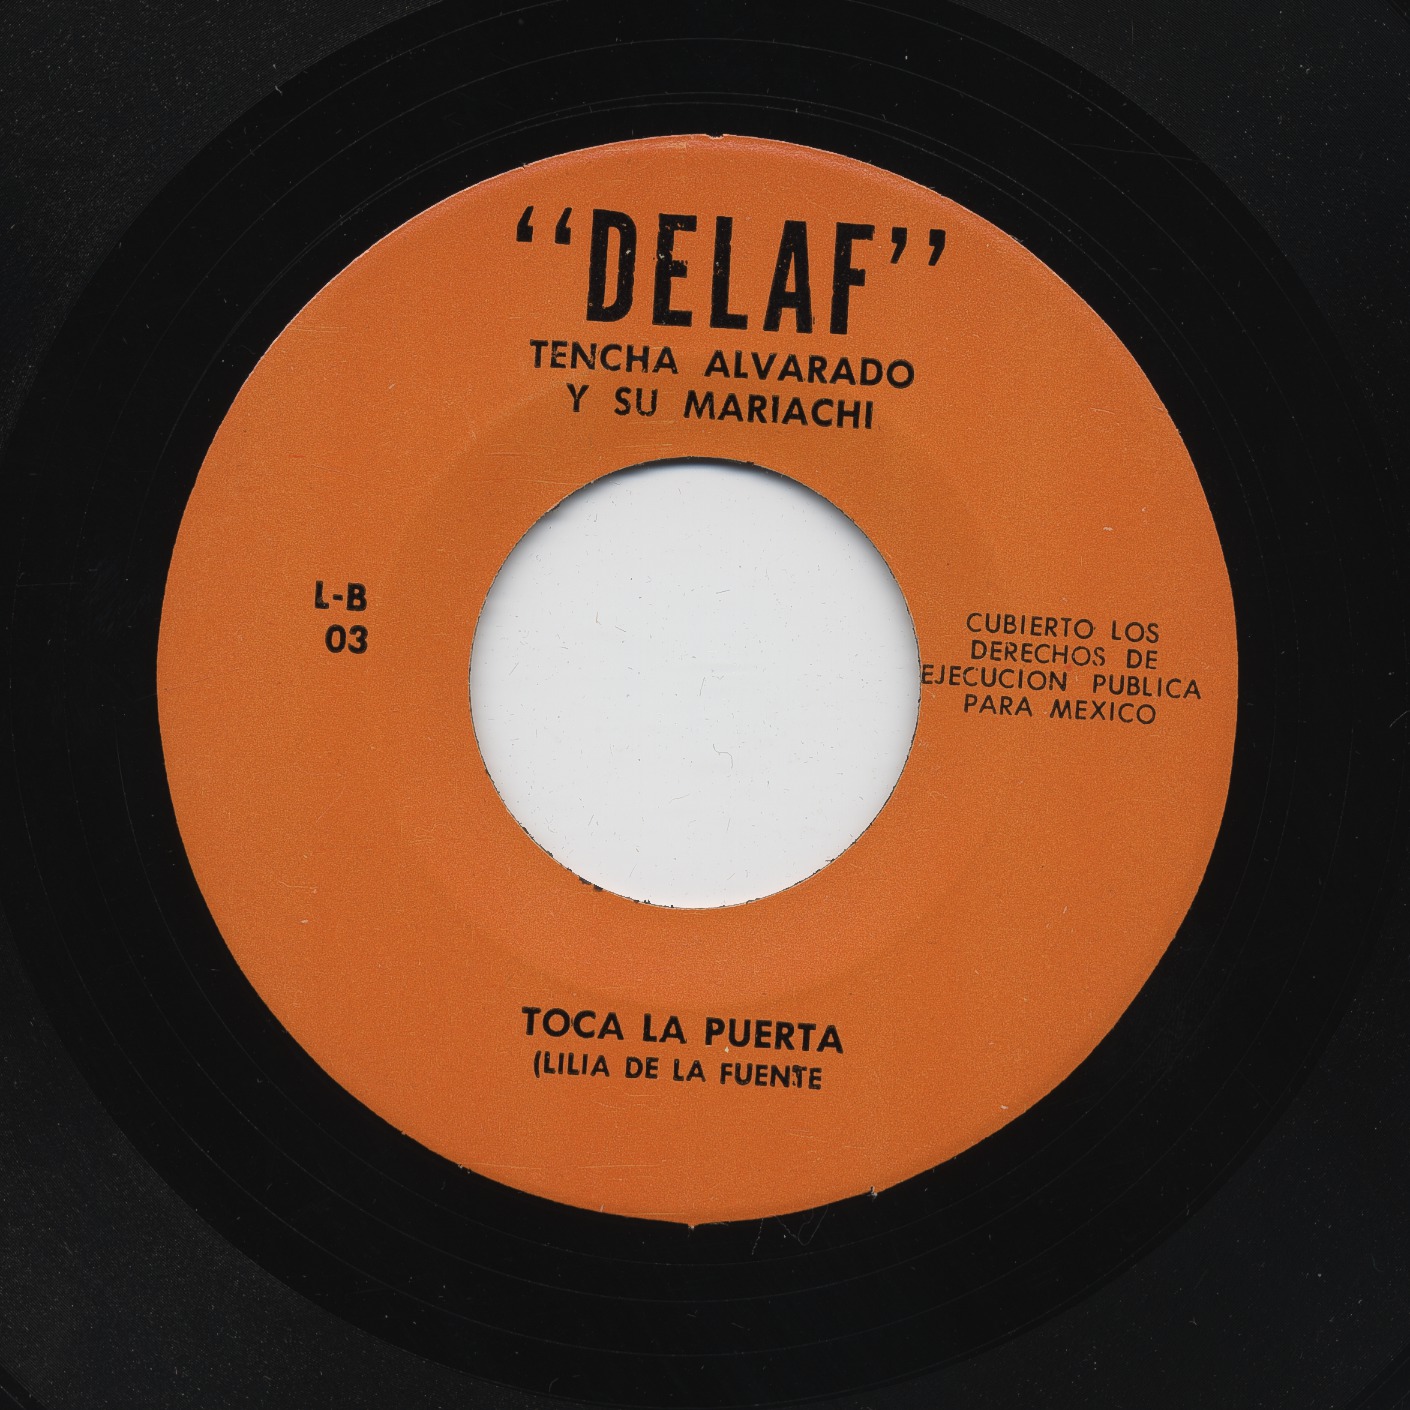 ‘‘DELAF’’
TENCHA ALVARADO
Y SU MARIACHI
L-B
03
CUBIERTO LOS
DERECHOS DE
EJECUCION PUBLICA
PARA MEXICO
TOCA LA PUERTA
(LILIA DE LA FUENTE